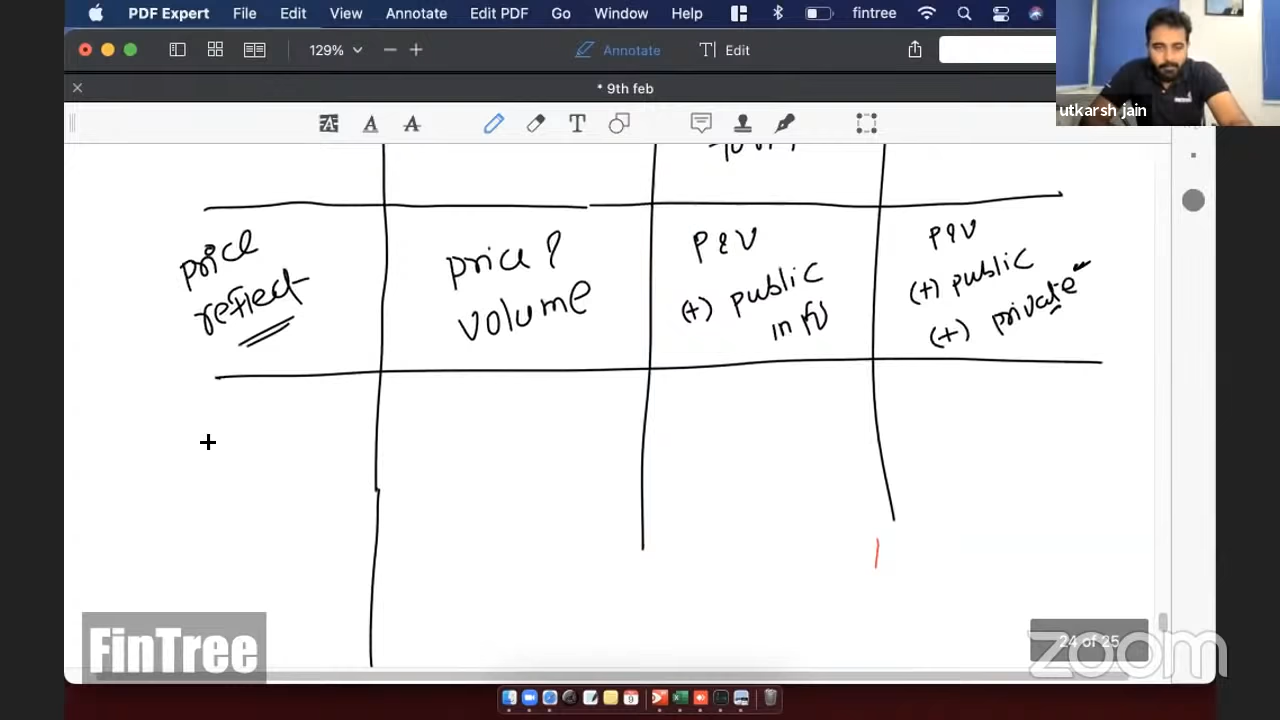 PDF Expert File Edit View Annotate Edit PDF Go Window Help fintree
129% Annotate Edit
* 9th feb
utkarsh jain
price
reflect
price &
volume
P & V
(+) public
info
P & V
(+) public
(+) private
FinTree
24 of 25
zoom